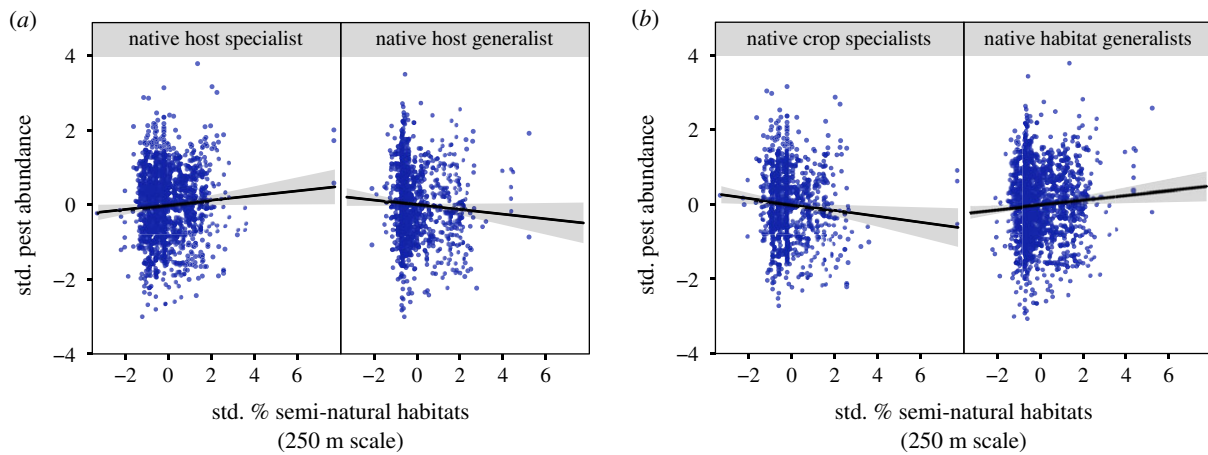 (a)
native host specialist
native host generalist
std. pest abundance
4
2
0
−2
−4
−2 0 2 4 6
−2 0 2 4 6
std. % semi-natural habitats
(250 m scale)
(b)
native crop specialists
native habitat generalists
std. pest abundance
4
2
0
−2
−4
−2 0 2 4 6
−2 0 2 4 6
std. % semi-natural habitats
(250 m scale)